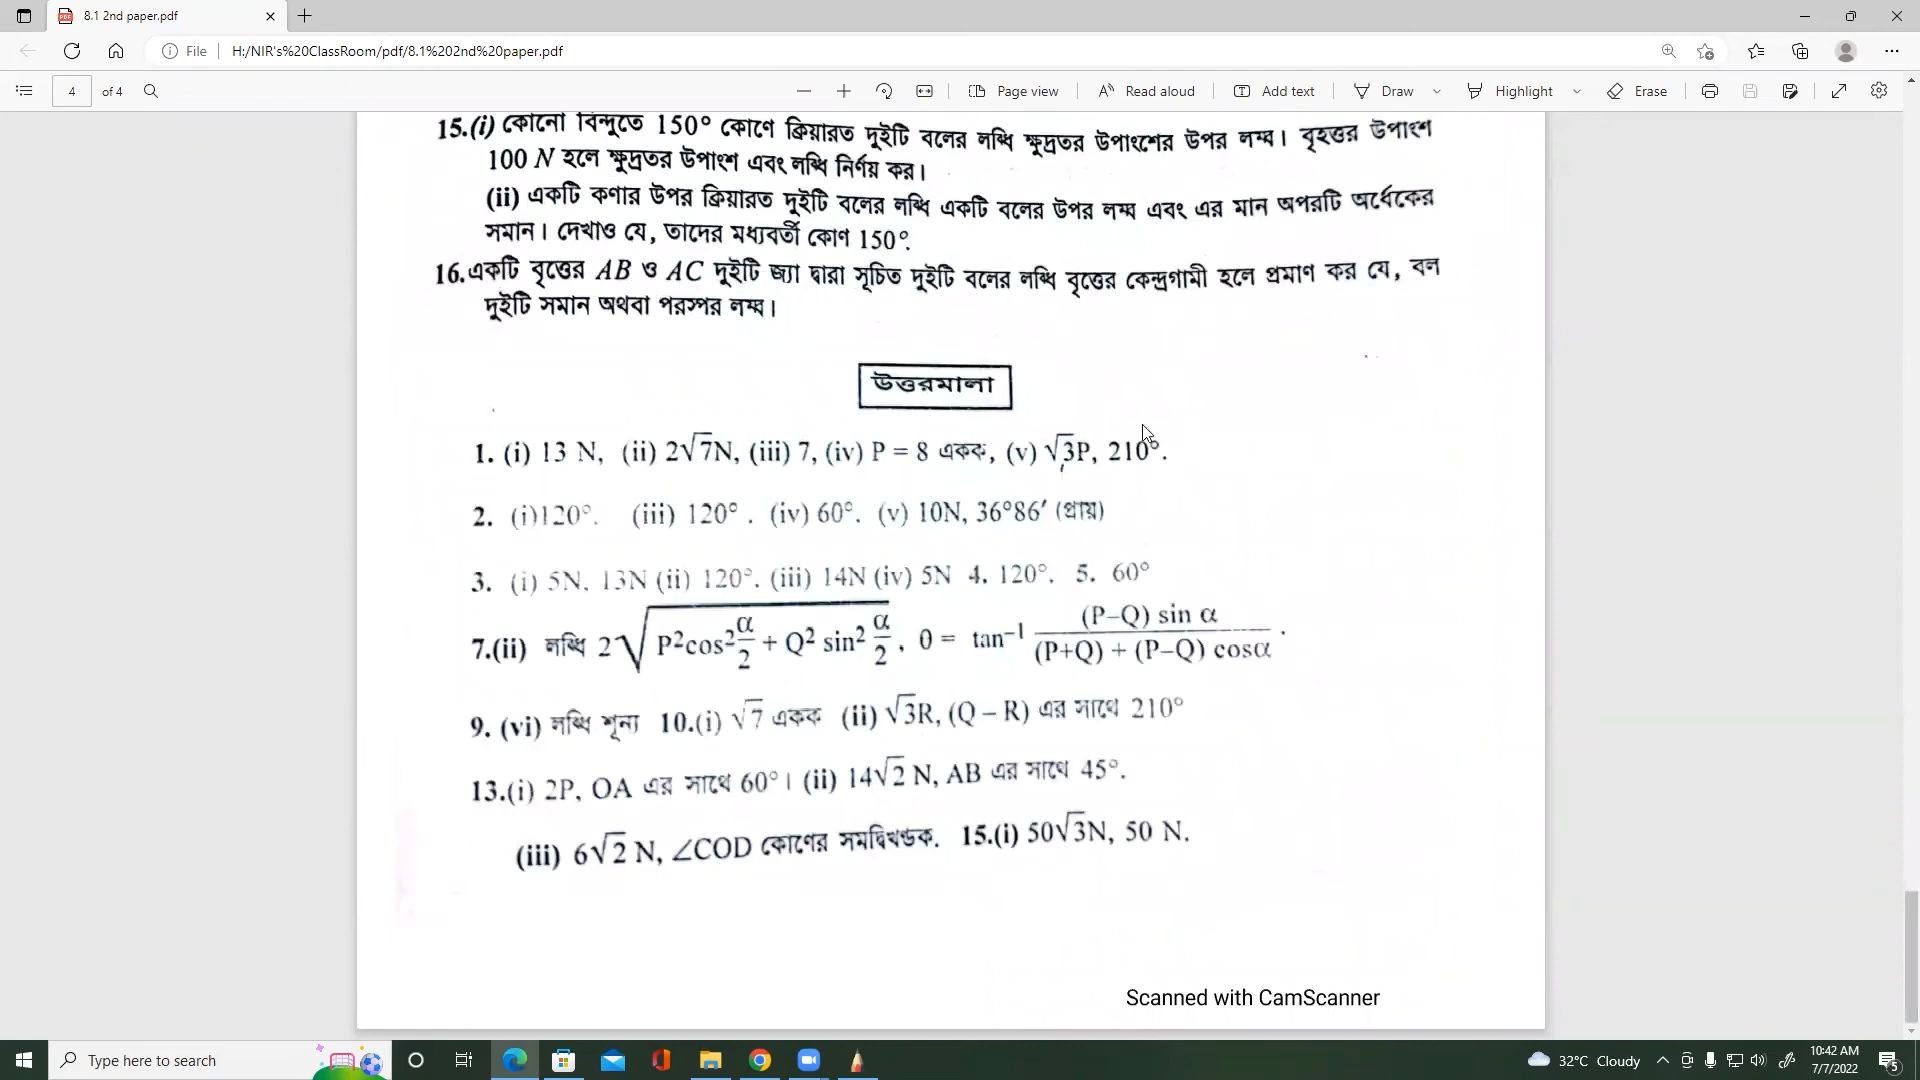 8.1 2nd paper.pdf
File H:/NIR's%20ClassRoom/pdf/8.1%202nd%20paper.pdf
4 of 4 Page view Read aloud Add text Draw Highlight Erase
15.(i) কোনো বিন্দুতে 150° কোণে ক্রিয়ারত দুইটি বলের লব্ধি ক্ষুদ্রতর উপাংশের উপর লম্ব। বৃহত্তর উপাংশ
100 N হলে ক্ষুদ্রতর উপাংশ এবং লব্ধি নির্ণয় কর।
(ii) একটি কণার উপর ক্রিয়ারত দুইটি বলের লব্ধি একটি বলের উপর লম্ব এবং এর মান অপরটি অর্ধেকের
সমান। দেখাও যে, তাদের মধ্যবর্তী কোণ 150°.
16.একটি বৃত্তের AB ও AC দুইটি জ্যা দ্বারা সূচিত দুইটি বলের লব্ধি বৃত্তের কেন্দ্রগামী হলে প্রমাণ কর যে, বল
দুইটি সমান অথবা পরস্পর লম্ব।
উত্তরমালা
1. (i) 13 N, (ii) 2√7N, (iii) 7, (iv) P = 8 একক, (v) √3P, 210°.
2. (i)120°. (iii) 120° . (iv) 60°. (v) 10N, 36°86′ (প্রায়)
3. (i) 5N, 13N (ii) 120°. (iii) 14N (iv) 5N 4. 120°. 5. 60°
7.(ii) লব্ধি 2√(P²cos² α/2 + Q² sin² α/2), θ = tan⁻¹ (P–Q) sin α / (P+Q) + (P–Q) cosα .
9. (vi) লব্ধি শূন্য 10.(i) √7 একক (ii) √3R, (Q – R) এর সাথে 210°
13.(i) 2P, OA এর সাথে 60°। (ii) 14√2 N, AB এর সাথে 45°.
(iii) 6√2 N, ∠COD কোণের সমদ্বিখণ্ডক. 15.(i) 50√3N, 50 N.
Scanned with CamScanner
Type here to search
32°C Cloudy
10:42 AM
7/7/2022
5